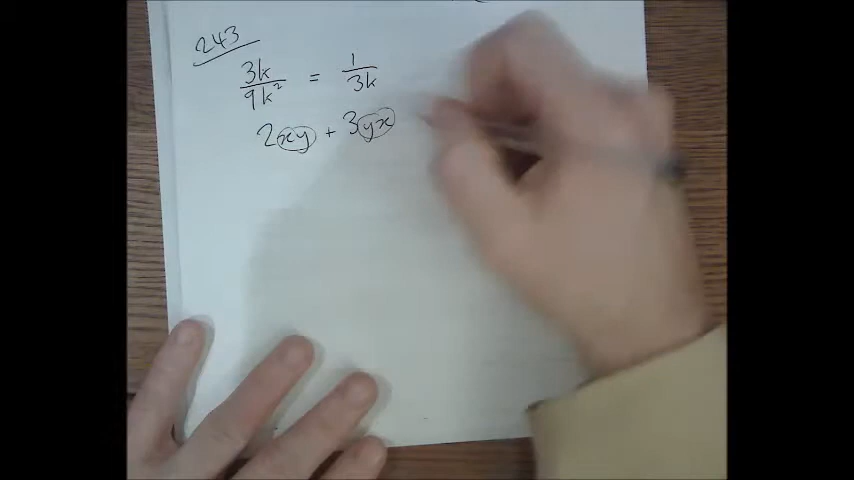 243
3k/9k² = 1/3k
2xy + 3yx